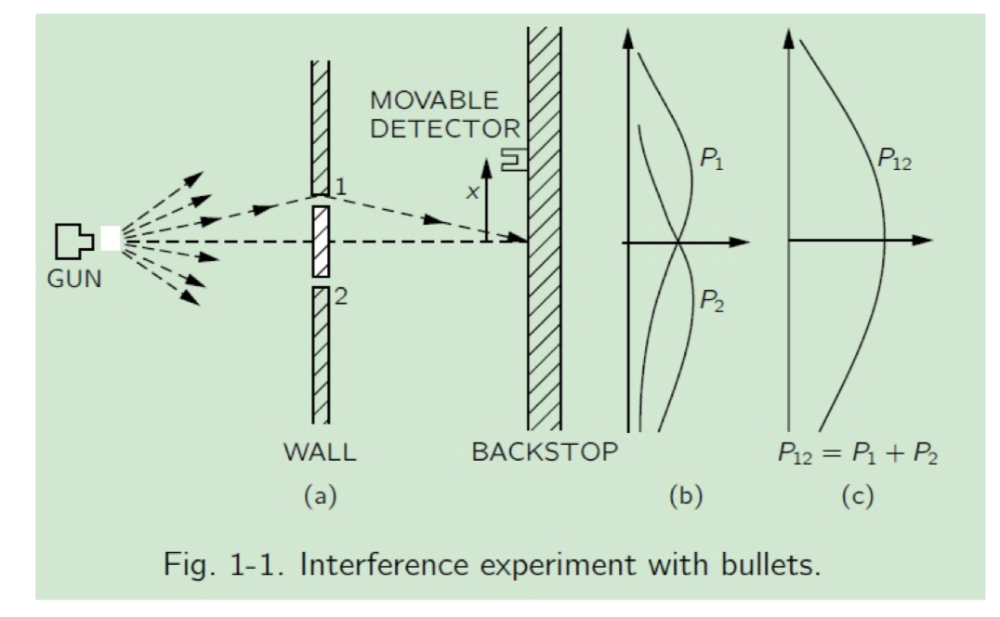 MOVABLE
DETECTOR
x
1
2
GUN
WALL
BACKSTOP
P₁
P₂
P₁₂
P₁₂ = P₁ + P₂
(a)
(b)
(c)
Fig. 1-1. Interference experiment with bullets.